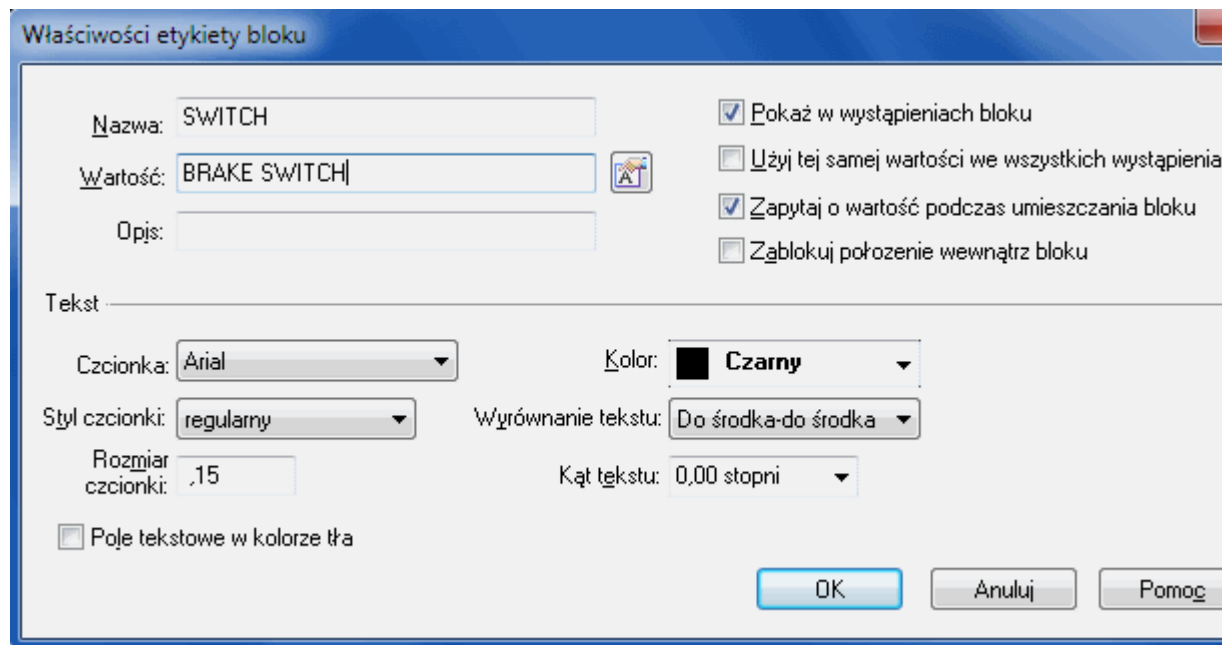 Właściwości etykiety bloku
Nazwa: SWITCH
Wartość: BRAKE SWITCH
Opis:
Pokaż w wystąpieniach bloku
Użyj tej samej wartości we wszystkich wystąpienia
Zapytaj o wartość podczas umieszczania bloku
Zablokuj położenie wewnątrz bloku
Tekst
Czcionka: Arial
Kolor: Czarny
Styl czcionki: regularny
Wyrównanie tekstu: Do środka-do środka
Rozmiar
czcionki: ,15
Kąt tekstu: 0,00 stopni
Pole tekstowe w kolorze tła
OK
Anuluj
Pomoc